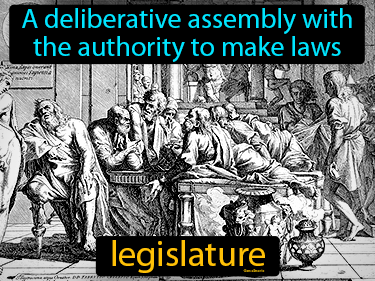 A deliberative assembly with
the authority to make laws
legislature